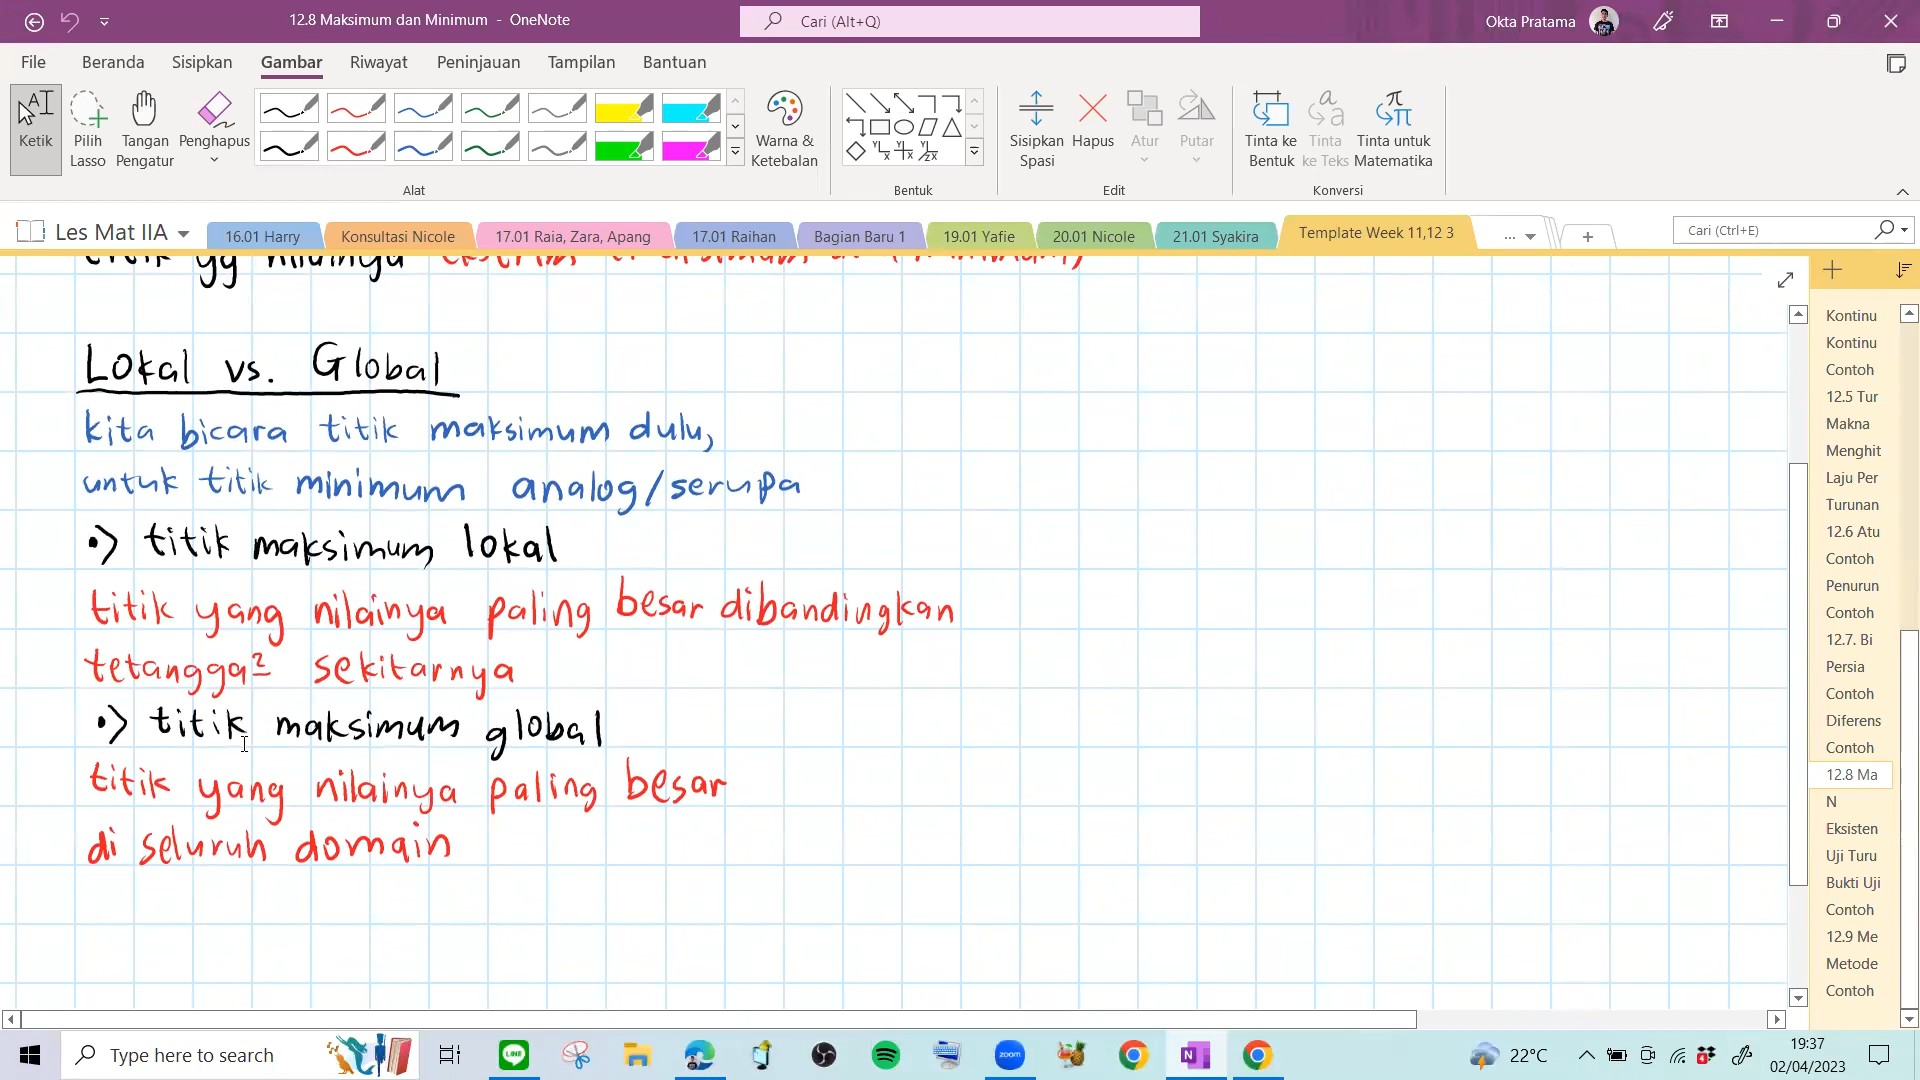 12.8 Maksimum dan Minimum - OneNote
Cari (Alt+Q)
Okta Pratama
File Beranda Sisipkan Gambar Riwayat Peninjauan Tampilan Bantuan
Ketik
Pilih Lasso
Tangan Pengatur
Penghapus
Warna & Ketebalan
Sisipkan Spasi
Hapus
Atur
Putar
Tinta ke Bentuk
Tinta ke Teks
Tinta untuk Matematika
Alat
Bentuk
Edit
Konversi
Les Mat IIA
16.01 Harry
Konsultasi Nicole
17.01 Raia, Zara, Apang
17.01 Raihan
Bagian Baru 1
19.01 Yafie
20.01 Nicole
21.01 Syakira
Template Week 11,12 3
...
Cari (Ctrl+E)
titik yg nilainya
Lokal vs. Global
kita bicara titik maksimum dulu,
untuk titik minimum analog/serupa
•> titik maksimum lokal
titik yang nilainya paling besar dibandingkan
tetangga² sekitarnya
•> titik maksimum global
titik yang nilainya paling besar
di seluruh domain
Kontinu
Kontinu
Contoh
12.5 Tur
Makna
Menghit
Laju Per
Turunan
12.6 Atu
Contoh
Penurun
Contoh
12.7. Bi
Persia
Contoh
Diferens
Contoh
12.8 Ma
N
Eksisten
Uji Turu
Bukti Uji
Contoh
12.9 Me
Metode
Contoh
Type here to search
LINE
zoom
22°C
19:37
02/04/2023